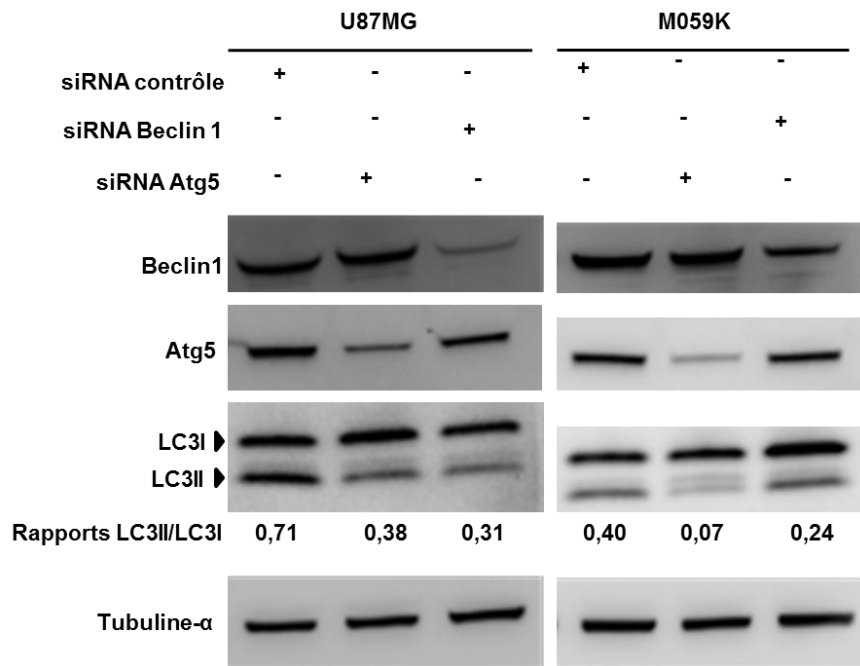 U87MG M059K
siRNA contrôle + - - + - -
siRNA Beclin 1 - - + - - +
siRNA Atg5 - + - - + -
Beclin1
Atg5
LC3I
LC3II
Rapports LC3II/LC3I 0,71 0,38 0,31 0,40 0,07 0,24
Tubuline-α